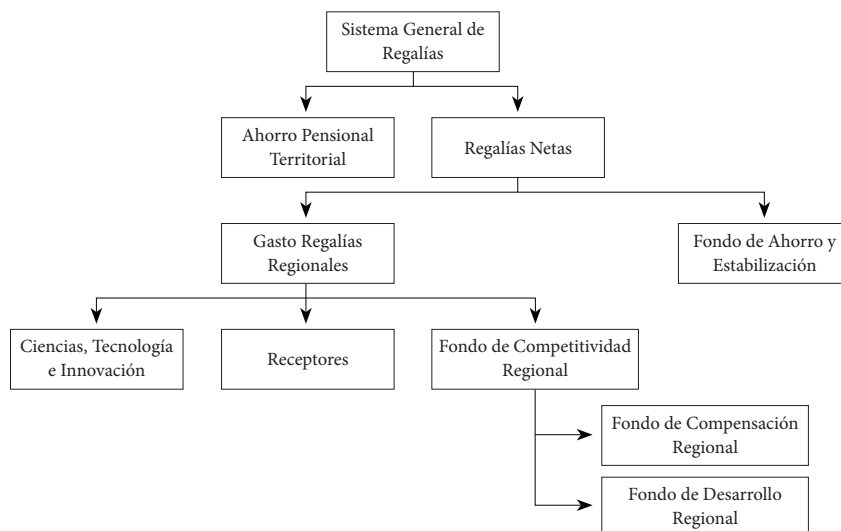 Sistema General de
Regalías
Ahorro Pensional
Territorial
Regalías Netas
Gasto Regalías
Regionales
Fondo de Ahorro y
Estabilización
Ciencias, Tecnología
e Innovación
Receptores
Fondo de Competitividad
Regional
Fondo de Compensación
Regional
Fondo de Desarrollo
Regional